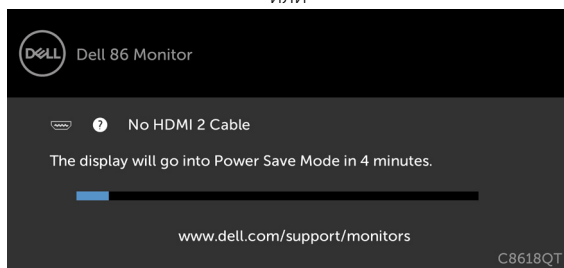 или
DELL Dell 86 Monitor
? No HDMI 2 Cable
The display will go into Power Save Mode in 4 minutes.
www.dell.com/support/monitors
C8618QT